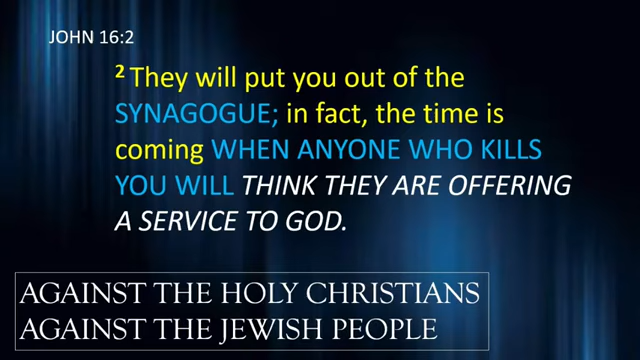 JOHN 16:2
2 They will put you out of the
SYNAGOGUE; in fact, the time is
coming WHEN ANYONE WHO KILLS
YOU WILL THINK THEY ARE OFFERING
A SERVICE TO GOD.
AGAINST THE HOLY CHRISTIANS
AGAINST THE JEWISH PEOPLE